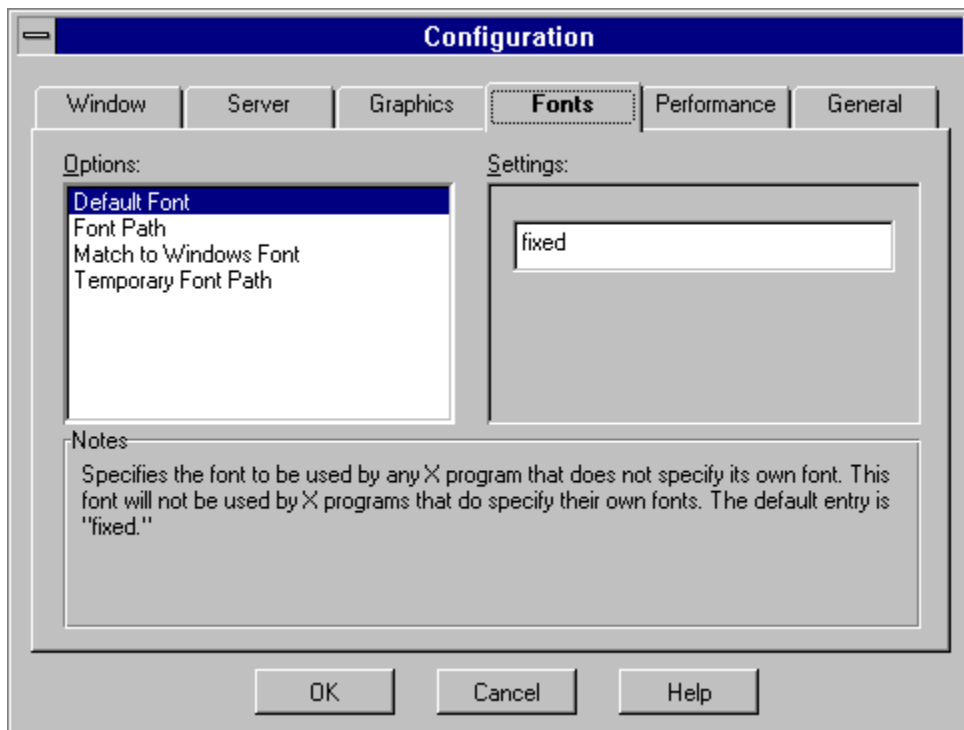 Configuration
Window Server Graphics Fonts Performance General
Options:
Default Font
Font Path
Match to Windows Font
Temporary Font Path
Settings:
fixed
Notes
Specifies the font to be used by any X program that does not specify its own font. This
font will not be used by X programs that do specify their own fonts. The default entry is
"fixed."
OK Cancel Help